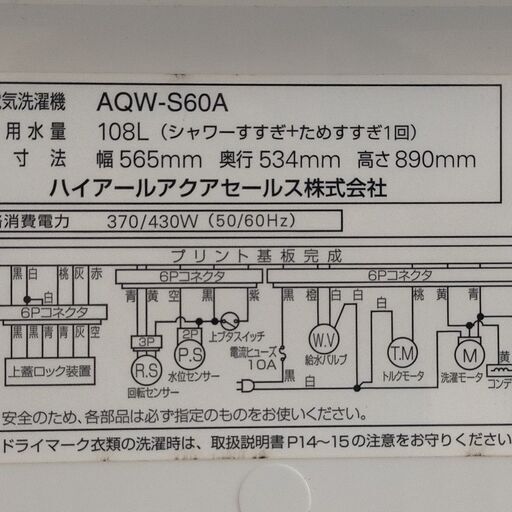 電気洗濯機 AQW-S60A
用水量 108L（シャワーすすぎ+ためすすぎ1回）
寸法 幅565mm 奥行534mm 高さ890mm
ハイアールアクアセールス株式会社
消費電力 370/430W（50/60Hz）
プリント基板完成
黒 白 桃 灰 赤
6Pコネクタ 6Pコネクタ
青 黄 空 黒 紫 黒 橙 白 白 桃 黄 青
6Pコネクタ
黒 黒 青 青 灰 空
3P 2P 上ブタスイッチ
電流ヒューズ
10A
上蓋ロック装置
R.S
回転センサー
P.S
水位センサー
W.V
給水バルブ
T.M
トルクモータ
M
洗濯モータ
黄
コンデ
黒 白 白
安全のため、各部品は必ず指定のものをお使いください。
ドライマーク衣類の洗濯時は、取扱説明書P14～15の注意をお守りください。